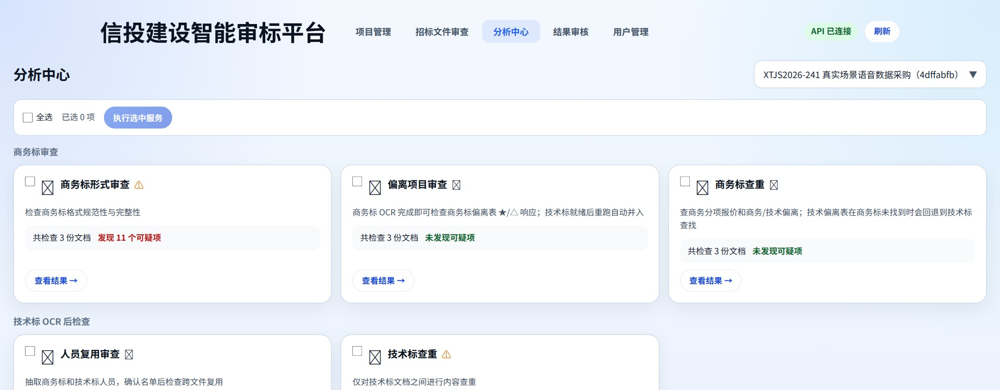 信投建设智能审标平台
项目管理
招标文件审查
分析中心
结果审核
用户管理
API 已连接
刷新
分析中心
XTJS2026-241 真实场景语音数据采购（4dffabfb） ▼
全选
已选 0 项
执行选中服务
商务标审查
商务标形式审查 ⚠
检查商务标格式规范性与完整性
共检查 3 份文档 发现 11 个可疑项
查看结果 →
偏离项目审查
商务标 OCR 完成即可检查商务标偏离表 ★/△ 响应；技术标就绪后重跑自动并入
共检查 3 份文档 未发现可疑项
查看结果 →
商务标查重
查商务分项报价和商务/技术偏离；技术偏离表在商务标未找到时会回退到技术标
查找
共检查 3 份文档 未发现可疑项
查看结果 →
技术标 OCR 后检查
人员复用审查
抽取商务标和技术标人员，确认名单后检查跨文件复用
技术标查重 ⚠
仅对技术标文档之间进行内容查重